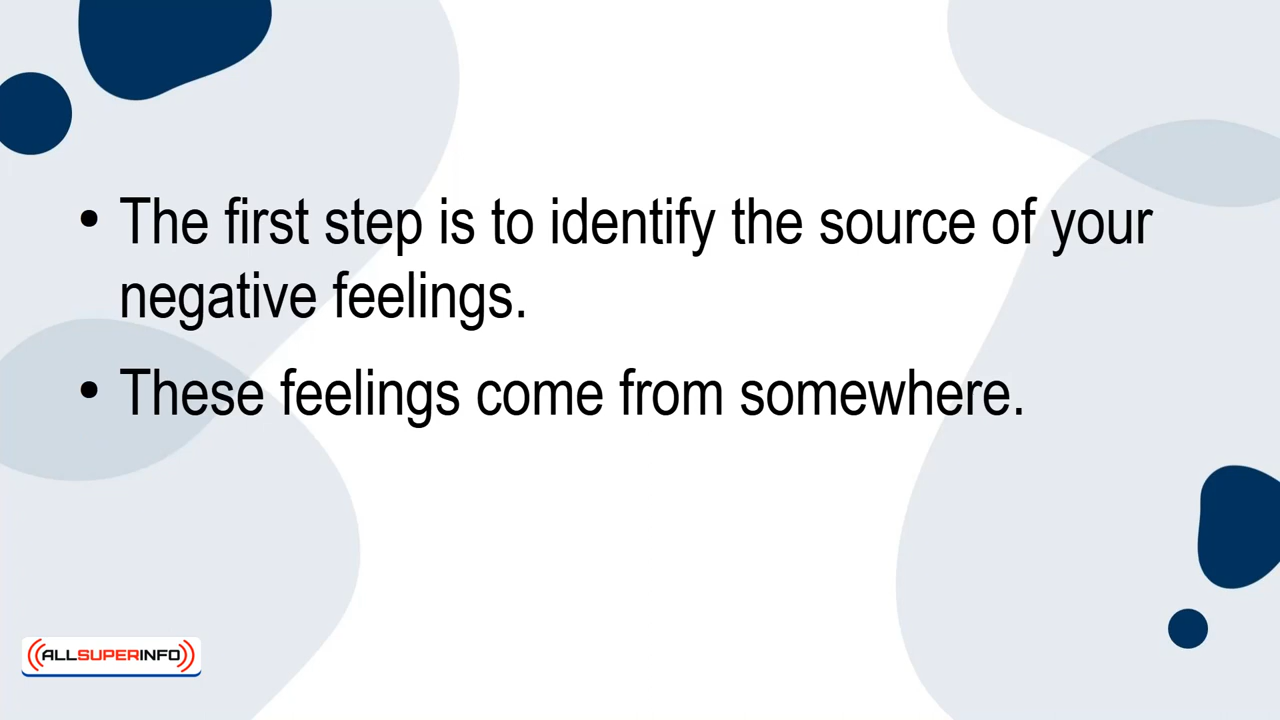 • The first step is to identify the source of your
negative feelings.
• These feelings come from somewhere.
ALLSUPERINFO